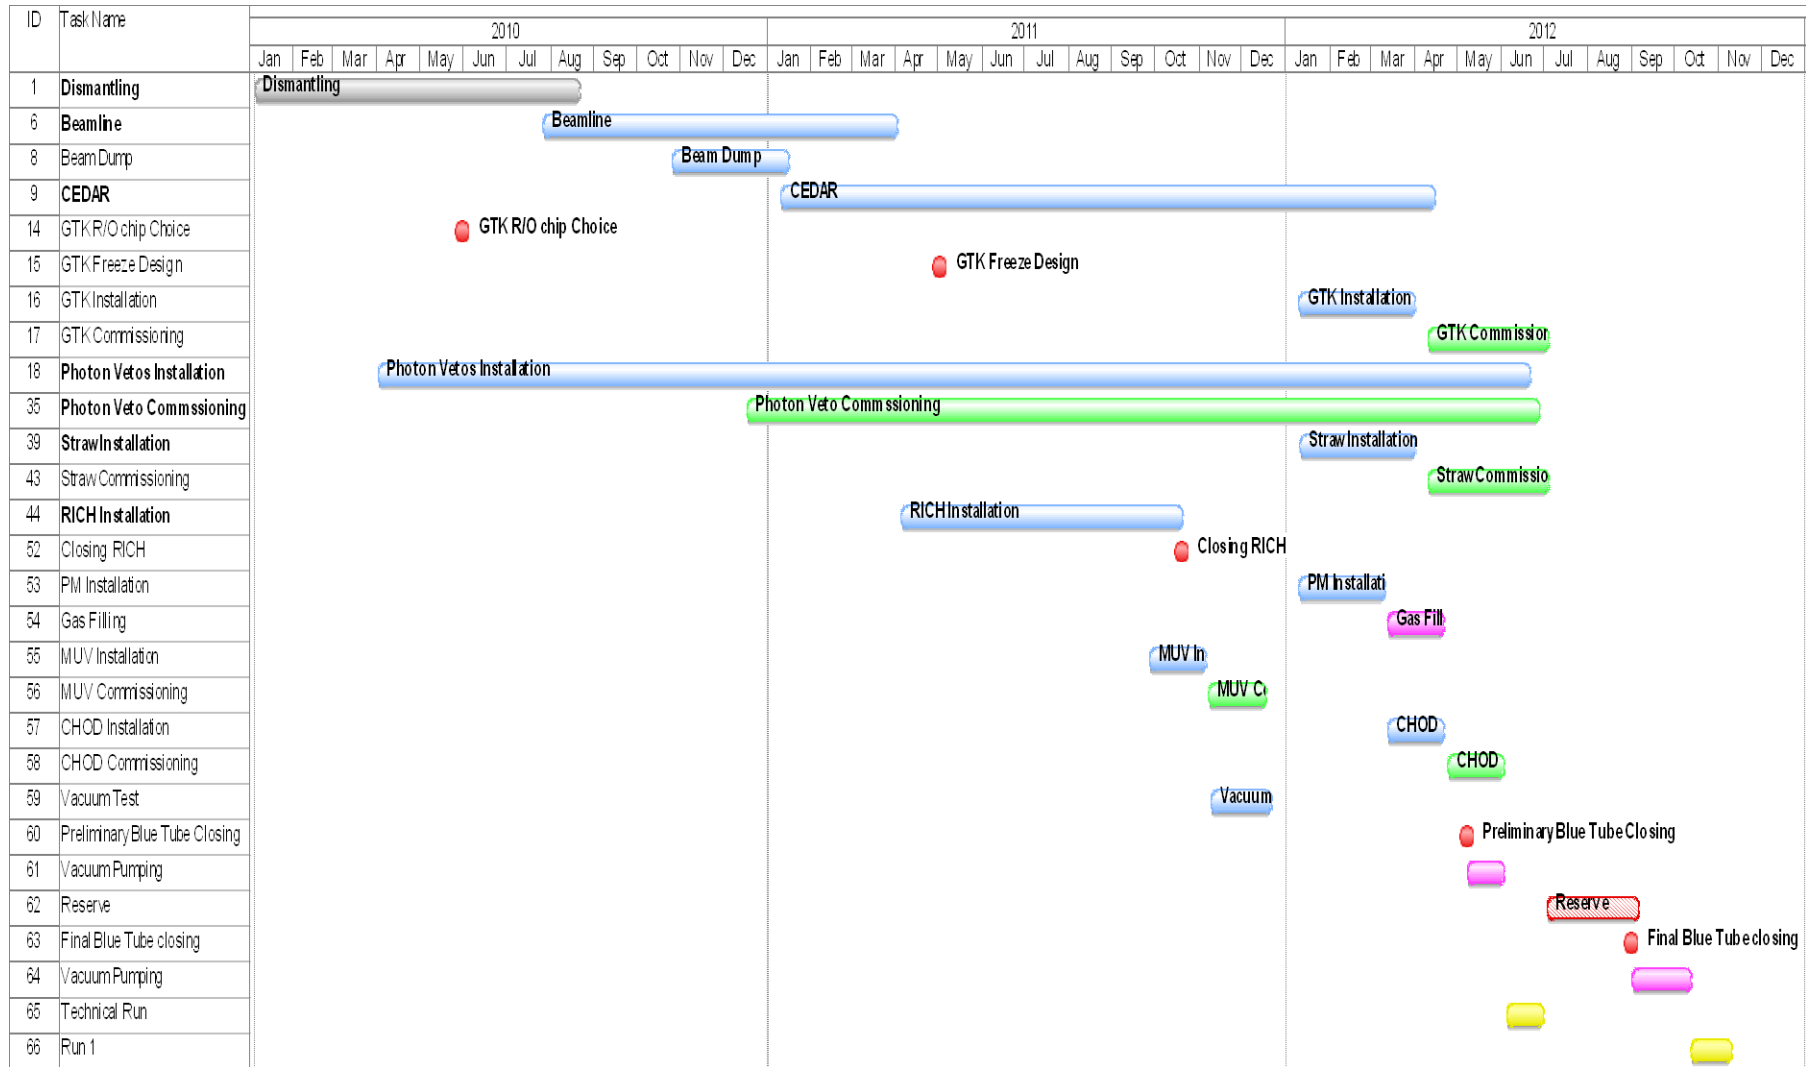 ID Task Name
2010 2011 2012
Jan Feb Mar Apr May Jun Jul Aug Sep Oct Nov Dec Jan Feb Mar Apr May Jun Jul Aug Sep Oct Nov Dec Jan Feb Mar Apr May Jun Jul Aug Sep Oct Nov Dec
1 Dismantling Dismantling
6 Beamline Beamline
8 Beam Dump Beam Dump
9 CEDAR CEDAR
14 GTK R/O chip Choice GTK R/O chip Choice
15 GTK Freeze Design GTK Freeze Design
16 GTK Installation GTK Installation
17 GTK Commissioning GTK Commission
18 Photon Vetos Installation Photon Vetos Installation
35 Photon Veto Commssioning Photon Veto Commssioning
39 Straw Installation Straw Installation
43 Straw Commissioning Straw Commissio
44 RICH Installation RICH Installation
52 Closing RICH Closing RICH
53 PM Installation PM Installati
54 Gas Filling Gas Fill
55 MUV Installation MUV In
56 MUV Commissioning MUV Co
57 CHOD Installation CHOD
58 CHOD Commissioning CHOD
59 Vacuum Test Vacuum
60 Preliminary Blue Tube Closing Preliminary Blue Tube Closing
61 Vacuum Pumping
62 Reserve Reserve
63 Final Blue Tube closing Final Blue Tube closing
64 Vacuum Pumping
65 Technical Run
66 Run 1